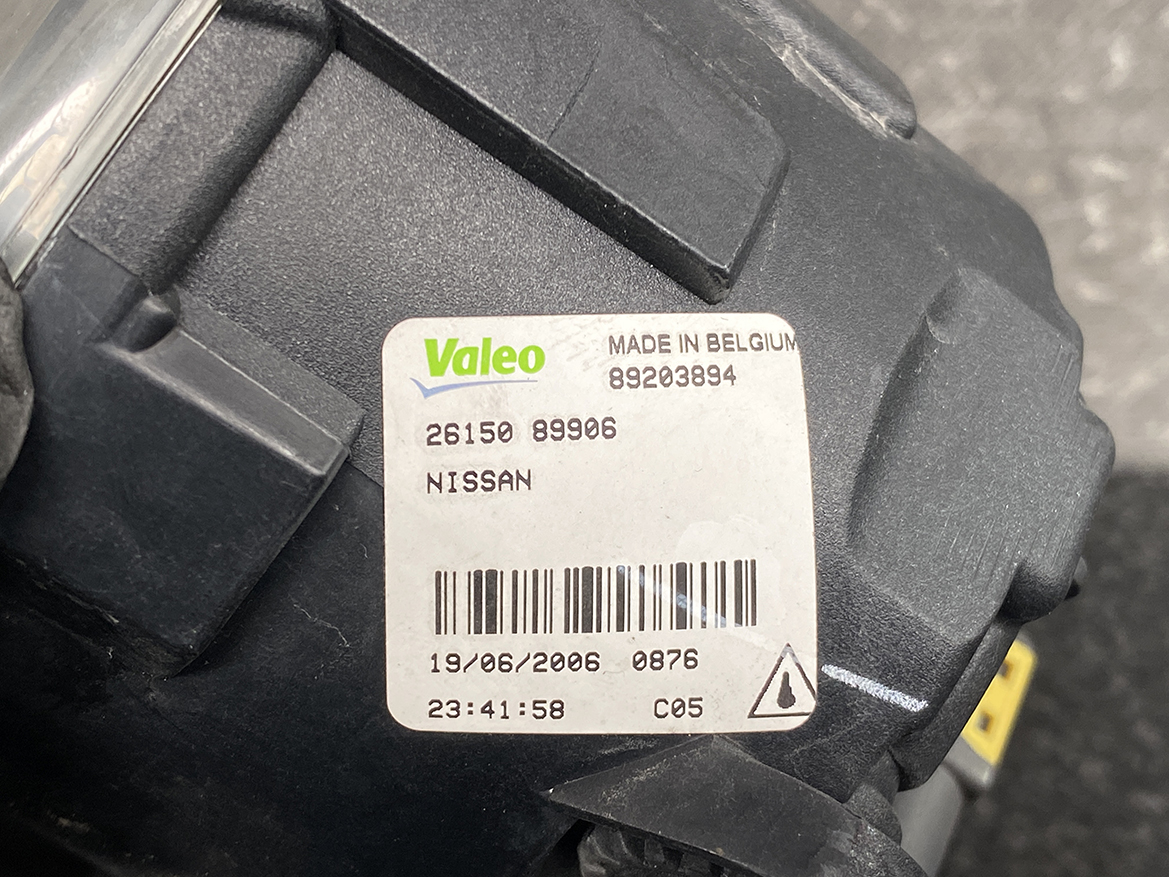 Valeo
MADE IN BELGIUM
89203894
26150 89906
NISSAN
19/06/2006 0876
23:41:58 C05